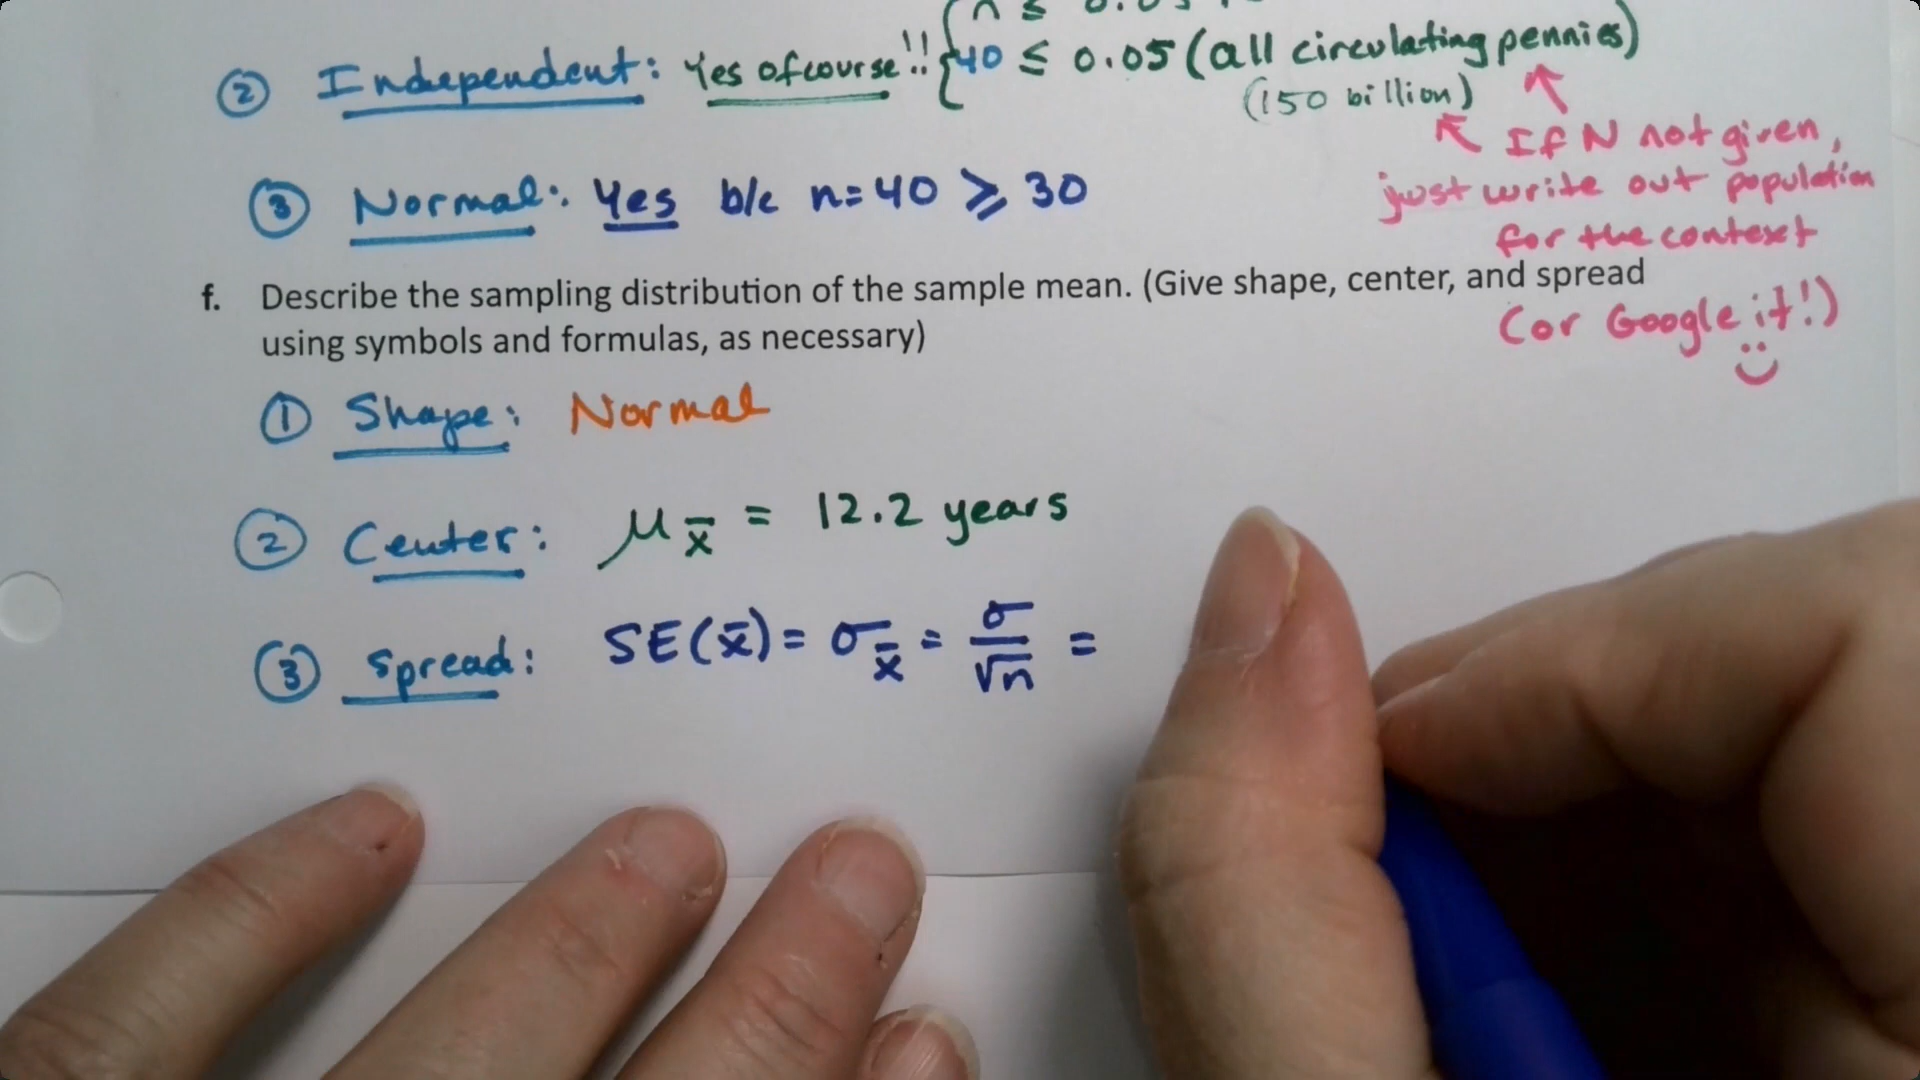 n ≤ 0.05
② Independent: Yes of course!! { 40 ≤ 0.05 (all circulating pennies)
(150 billion)
If N not given,
just write out population
for the context
(or Google it!)
③ Normal: Yes b/c n=40 ≥ 30
f. Describe the sampling distribution of the sample mean. (Give shape, center, and spread
using symbols and formulas, as necessary)
① Shape: Normal
② Center: μx̄ = 12.2 years
③ Spread: SE(x̄) = σx̄ = σ/√n =